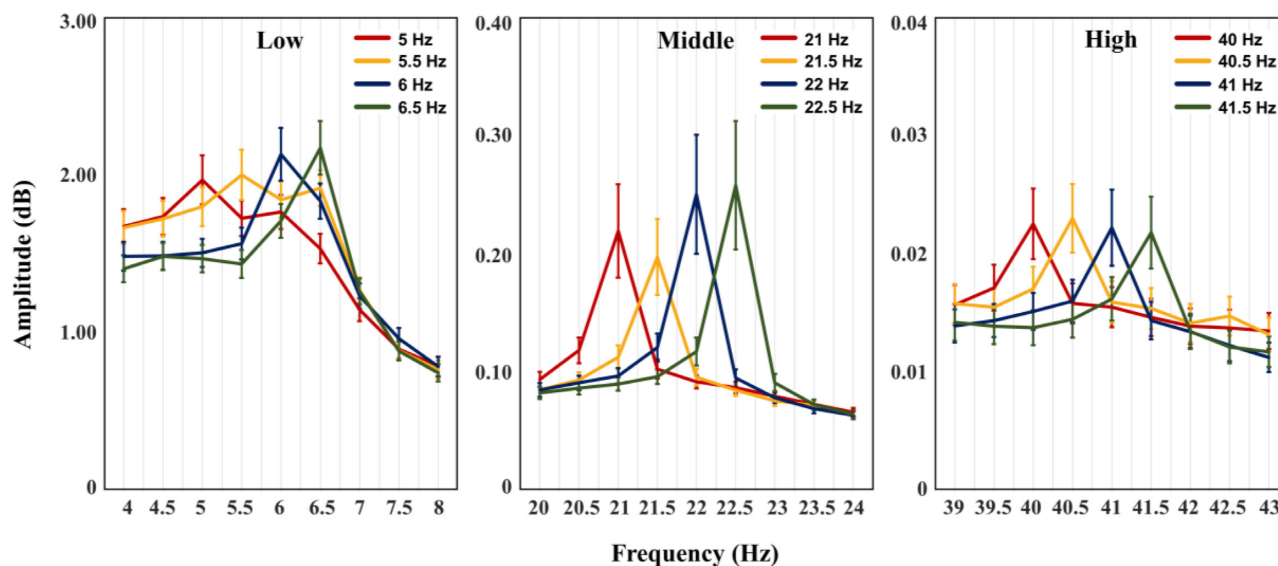 Amplitude (dB)
3.00
2.00
1.00
0
Low
5 Hz
5.5 Hz
6 Hz
6.5 Hz
4 4.5 5 5.5 6 6.5 7 7.5 8
0.40
0.30
0.20
0.10
0
Middle
21 Hz
21.5 Hz
22 Hz
22.5 Hz
20 20.5 21 21.5 22 22.5 23 23.5 24
0.04
0.03
0.02
0.01
0
High
40 Hz
40.5 Hz
41 Hz
41.5 Hz
39 39.5 40 40.5 41 41.5 42 42.5 43
Frequency (Hz)